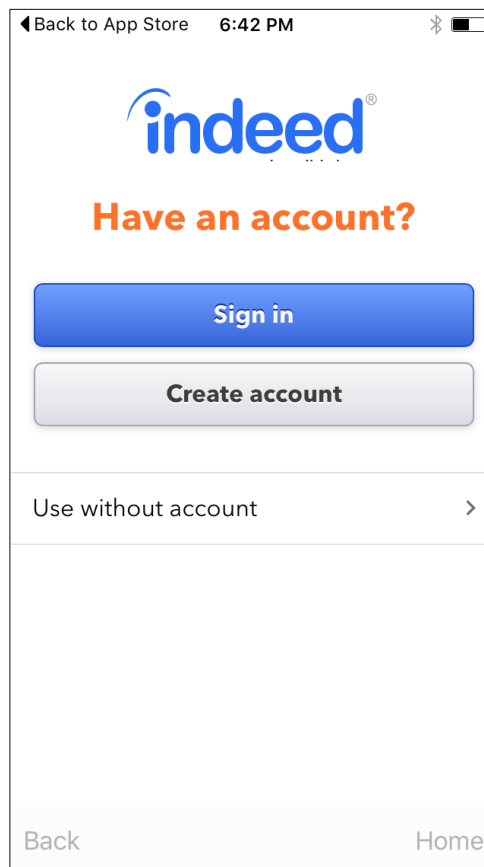 Back to App Store 6:42 PM
indeed®
Have an account?
Sign in
Create account
Use without account
Back Home